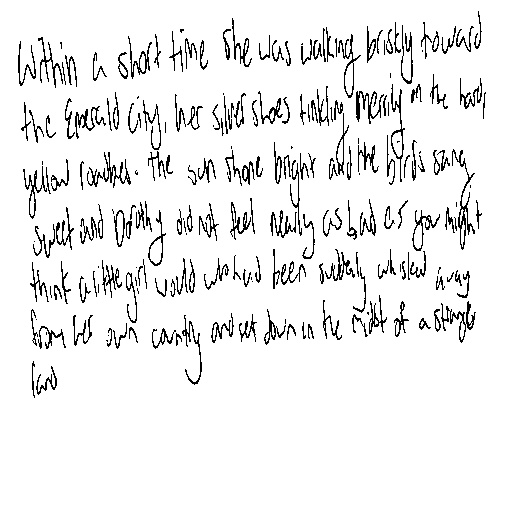 Within a short time she was walking briskly toward
the Emerald City, her silver shoes tinkling merrily on the hard,
yellow roadbed. The sun shone bright and the birds sang
sweet and Dorothy did not feel nearly as bad as you might
think a little girl would who had been suddenly whisked away
from her own country and set down in the midst of a strange
land